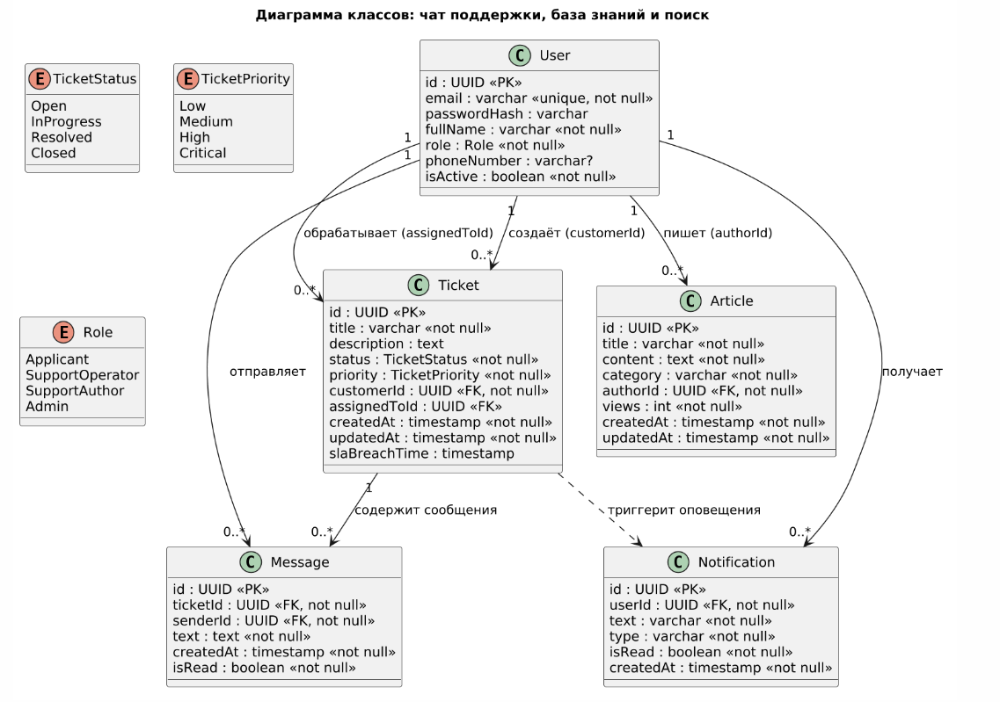 Диаграмма классов: чат поддержки, база знаний и поиск
E TicketStatus
Open
InProgress
Resolved
Closed
E TicketPriority
Low
Medium
High
Critical
C User
id : UUID «PK»
email : varchar «unique, not null»
passwordHash : varchar
fullName : varchar «not null»
role : Role «not null»
phoneNumber : varchar?
isActive : boolean «not null»
1
1
1
1
1
обрабатывает (assignedToId)
создаёт (customerId)
пишет (authorId)
0..*
0..*
0..*
E Role
Applicant
SupportOperator
SupportAuthor
Admin
отправляет
C Ticket
id : UUID «PK»
title : varchar «not null»
description : text
status : TicketStatus «not null»
priority : TicketPriority «not null»
customerId : UUID «FK, not null»
assignedToId : UUID «FK»
createdAt : timestamp «not null»
updatedAt : timestamp «not null»
slaBreachTime : timestamp
C Article
id : UUID «PK»
title : varchar «not null»
content : text «not null»
category : varchar «not null»
authorId : UUID «FK, not null»
views : int «not null»
createdAt : timestamp «not null»
updatedAt : timestamp «not null»
получает
1
содержит сообщения
триггерит оповещения
0..*
0..*
0..*
C Message
id : UUID «PK»
ticketId : UUID «FK, not null»
senderId : UUID «FK, not null»
text : text «not null»
createdAt : timestamp «not null»
isRead : boolean «not null»
C Notification
id : UUID «PK»
userId : UUID «FK, not null»
text : varchar «not null»
type : varchar «not null»
isRead : boolean «not null»
createdAt : timestamp «not null»